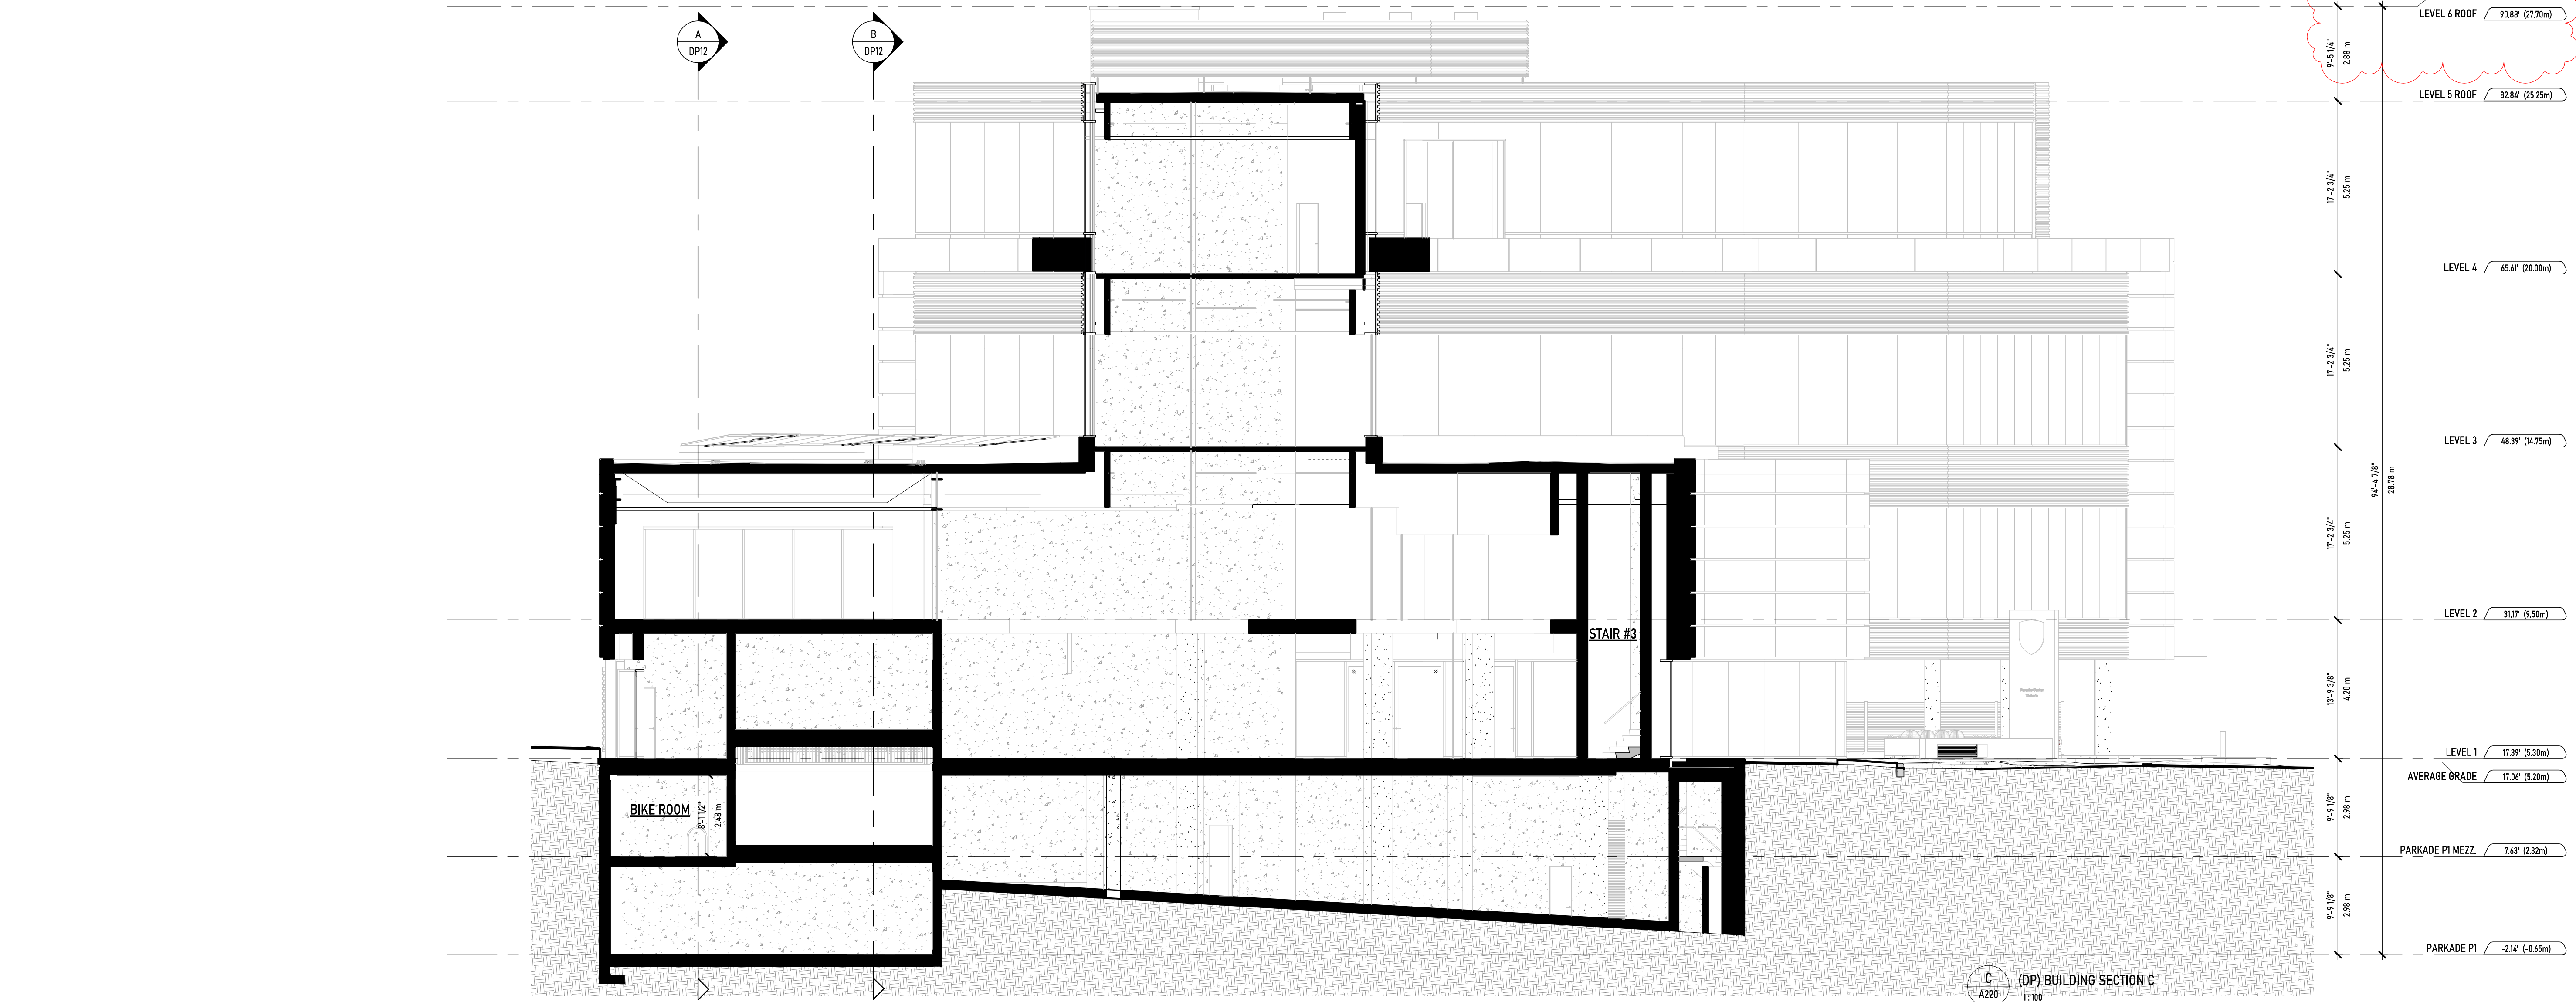 A
DP12
B
DP12
LEVEL 6 ROOF 90.88' (27.70m)
9'-5 1/4"
2.88 m
LEVEL 5 ROOF 82.84' (25.25m)
17'-2 3/4"
5.25 m
LEVEL 4 65.61' (20.00m)
17'-2 3/4"
5.25 m
LEVEL 3 48.39' (14.75m)
94'-4 7/8"
28.78 m
17'-2 3/4"
5.25 m
LEVEL 2 31.17' (9.50m)
STAIR #3
13'-9 3/8"
4.20 m
LEVEL 1 17.39' (5.30m)
AVERAGE GRADE 17.06' (5.20m)
BIKE ROOM
8'-1 1/2"
2.48 m
9'-9 1/8"
2.98 m
PARKADE P1 MEZZ. 7.63' (2.32m)
9'-9 1/8"
2.98 m
PARKADE P1 -2.14' (-0.65m)
C
A220
(DP) BUILDING SECTION C
1 : 100